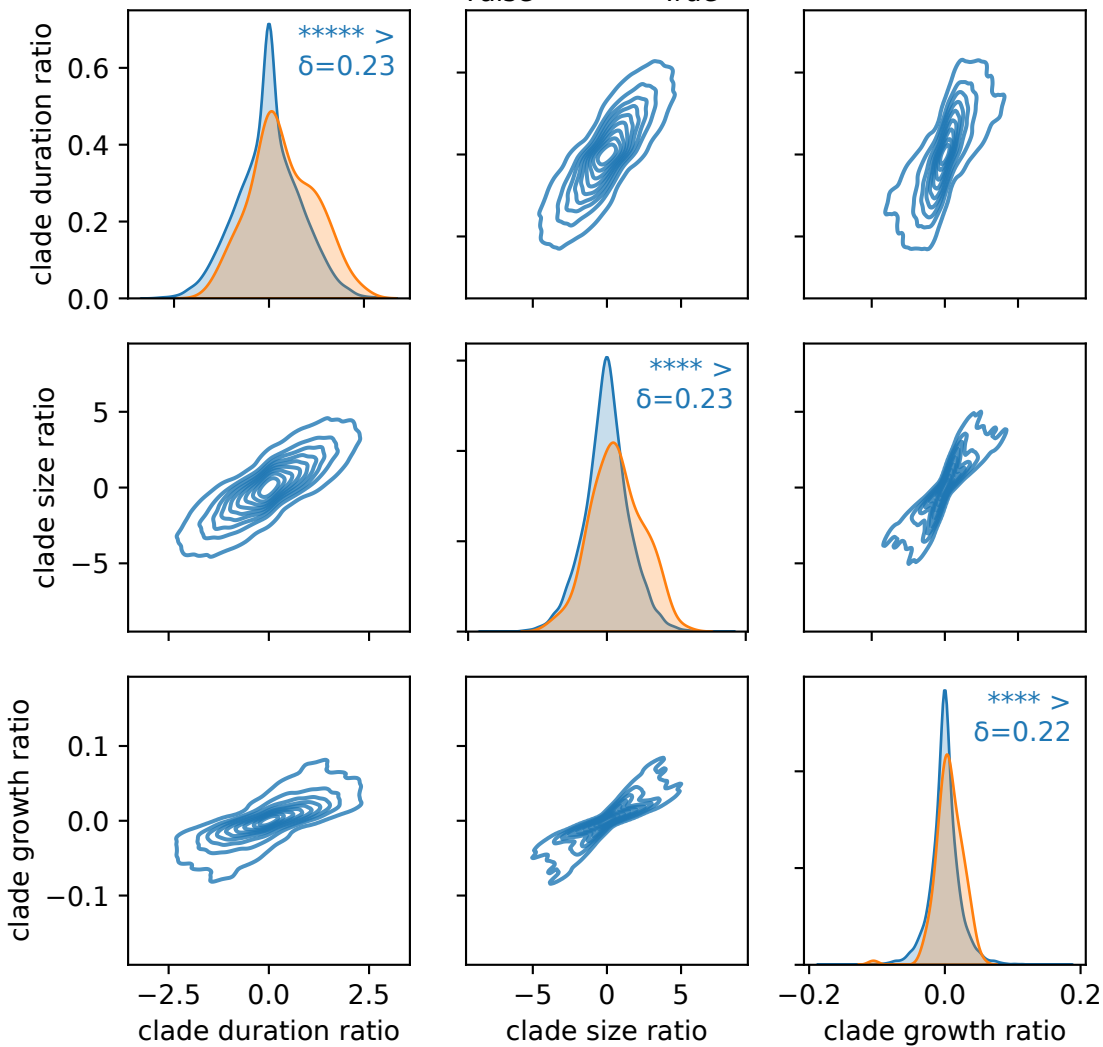 clade duration ratio
0.6
0.4
0.2
0.0
***** >
δ=0.23
clade size ratio
5
0
−5
**** >
δ=0.23
clade growth ratio
0.1
0.0
−0.1
**** >
δ=0.22
−2.5 0.0 2.5
−5 0 5
−0.2 0.0 0.2
clade duration ratio
clade size ratio
clade growth ratio